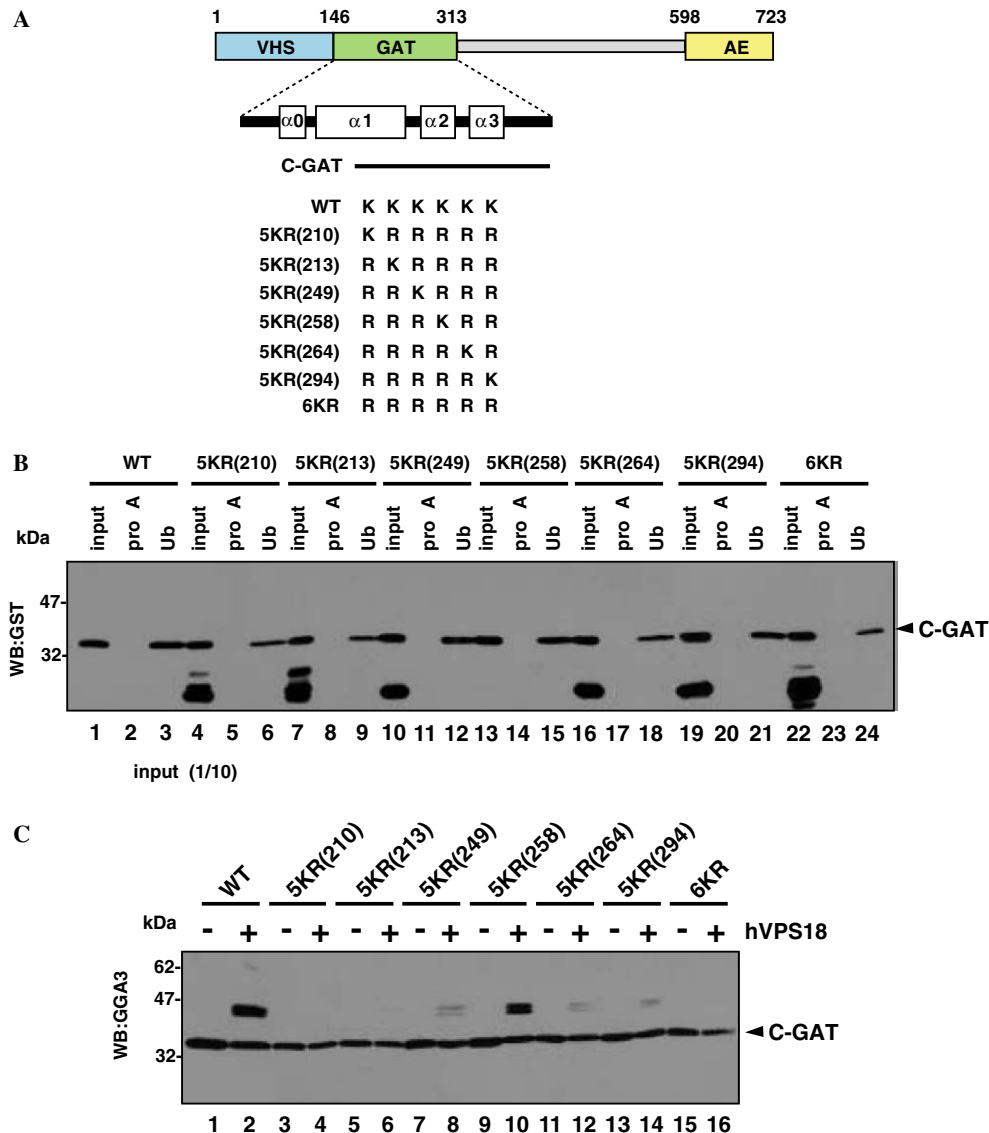 A
1 146 313 598 723
VHS GAT AE
α0 α1 α2 α3
C-GAT
WT K K K K K K
5KR(210) K R R R R R
5KR(213) R K R R R R
5KR(249) R R K R R R
5KR(258) R R R K R R
5KR(264) R R R R K R
5KR(294) R R R R R K
6KR R R R R R R
B
WT 5KR(210) 5KR(213) 5KR(249) 5KR(258) 5KR(264) 5KR(294) 6KR
kDa input pro A Ub input pro A Ub input pro A Ub input pro A Ub input pro A Ub input pro A Ub input pro A Ub input pro A Ub
WB:GST
47-
32-
C-GAT
1 2 3 4 5 6 7 8 9 10 11 12 13 14 15 16 17 18 19 20 21 22 23 24
input (1/10)
C
WT 5KR(210) 5KR(213) 5KR(249) 5KR(258) 5KR(264) 5KR(294) 6KR
kDa - + - + - + - + - + - + - + - + hVPS18
WB:GGA3
62-
47-
32-
C-GAT
1 2 3 4 5 6 7 8 9 10 11 12 13 14 15 16